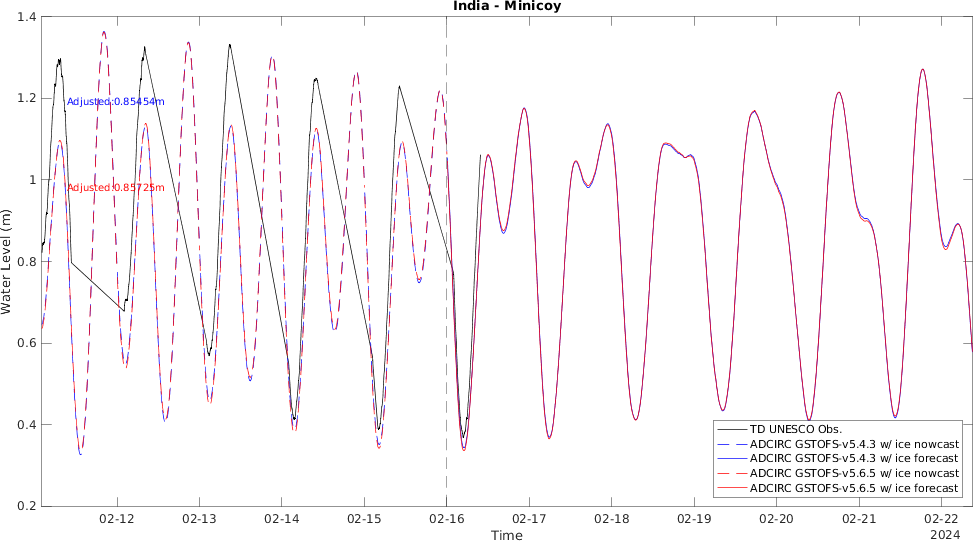 India - Minicoy
1.4
1.2
1
0.8
0.6
0.4
0.2
Water Level (m)
Adjusted:0.85454m
Adjusted:0.85725m
TD UNESCO Obs.
ADCIRC GSTOFS-v5.4.3 w/ ice nowcast
ADCIRC GSTOFS-v5.4.3 w/ ice forecast
ADCIRC GSTOFS-v5.6.5 w/ ice nowcast
ADCIRC GSTOFS-v5.6.5 w/ ice forecast
02-12 02-13 02-14 02-15 02-16 02-17 02-18 02-19 02-20 02-21 02-22
Time
2024